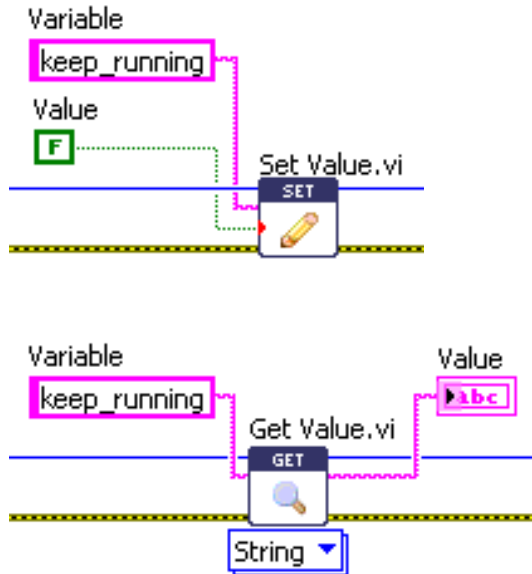 Variable
keep_running
Value
F
Set Value.vi
SET
Variable
Value
keep_running
abc
Get Value.vi
GET
String